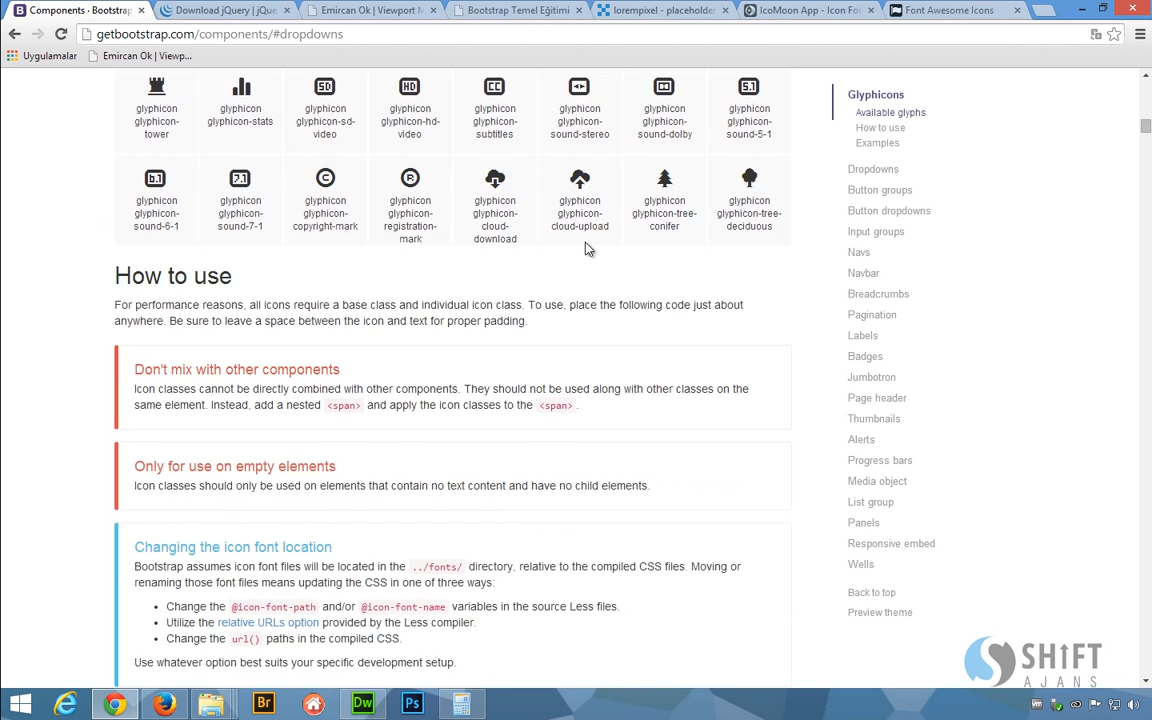 Components · Bootstrap
Download jQuery | jQue
Emircan Ok | Viewport M
Bootstrap Temel Eğitimi
lorempixel - placeholder
IcoMoon App - Icon Fon
Font Awesome Icons
getbootstrap.com/components/#dropdowns
Uygulamalar
Emircan Ok | Viewp...
SD
HD
CC
5.1
glyphicon glyphicon-tower
glyphicon glyphicon-stats
glyphicon glyphicon-sd-video
glyphicon glyphicon-hd-video
glyphicon glyphicon-subtitles
glyphicon glyphicon-sound-stereo
glyphicon glyphicon-sound-dolby
glyphicon glyphicon-sound-5-1
6.1
7.1
C
R
glyphicon glyphicon-sound-6-1
glyphicon glyphicon-sound-7-1
glyphicon glyphicon-copyright-mark
glyphicon glyphicon-registration-mark
glyphicon glyphicon-cloud-download
glyphicon glyphicon-cloud-upload
glyphicon glyphicon-tree-conifer
glyphicon glyphicon-tree-deciduous
How to use
For performance reasons, all icons require a base class and individual icon class. To use, place the following code just about
anywhere. Be sure to leave a space between the icon and text for proper padding.
Don't mix with other components
Icon classes cannot be directly combined with other components. They should not be used along with other classes on the
same element. Instead, add a nested <span> and apply the icon classes to the <span>.
Only for use on empty elements
Icon classes should only be used on elements that contain no text content and have no child elements.
Changing the icon font location
Bootstrap assumes icon font files will be located in the ../fonts/ directory, relative to the compiled CSS files. Moving or
renaming those font files means updating the CSS in one of three ways:
• Change the @icon-font-path and/or @icon-font-name variables in the source Less files.
• Utilize the relative URLs option provided by the Less compiler.
• Change the url() paths in the compiled CSS.
Use whatever option best suits your specific development setup.
Glyphicons
Available glyphs
How to use
Examples
Dropdowns
Button groups
Button dropdowns
Input groups
Navs
Navbar
Breadcrumbs
Pagination
Labels
Badges
Jumbotron
Page header
Thumbnails
Alerts
Progress bars
Media object
List group
Panels
Responsive embed
Wells
Back to top
Preview theme
SHiFT
AJANS
Br
Dw
Ps